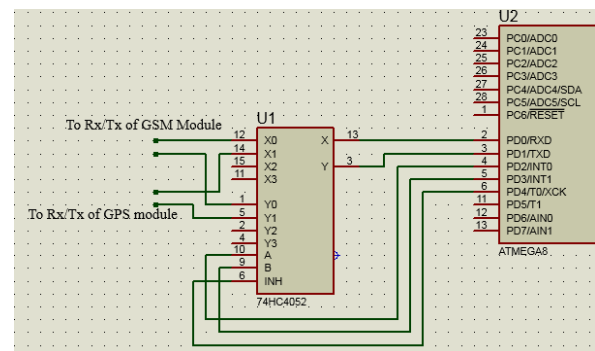 U2
23 PC0/ADC0
24 PC1/ADC1
25 PC2/ADC2
26 PC3/ADC3
27 PC4/ADC4/SDA
28 PC5/ADC5/SCL
1 PC6/RESET
2 PD0/RXD
3 PD1/TXD
4 PD2/INT0
5 PD3/INT1
6 PD4/T0/XCK
11 PD5/T1
12 PD6/AIN0
13 PD7/AIN1
ATMEGA8
To Rx/Tx of GSM Module
To Rx/Tx of GPS module
U1
12 X0 X 13
14 X1
15 X2 Y 3
11 X3
1 Y0
5 Y1
2 Y2
4 Y3
10 A
9 B
6 INH
74HC4052